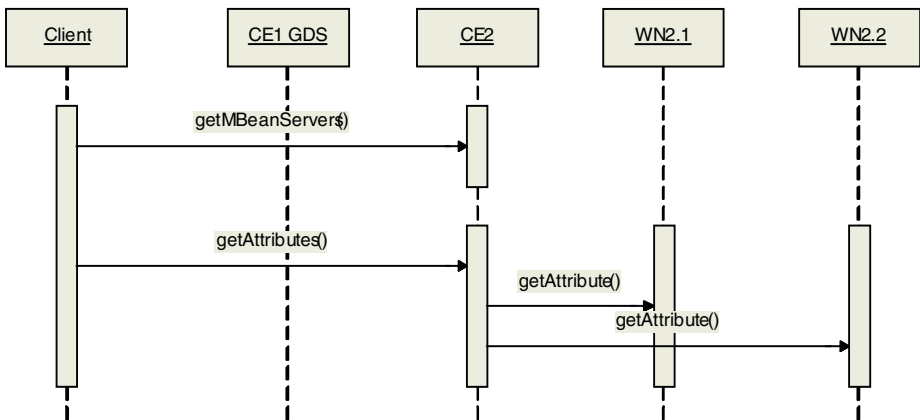 Client
CE1 GDS
CE2
WN2.1
WN2.2
getMBeanServers()
getAttributes()
getAttribute()
getAttribute()